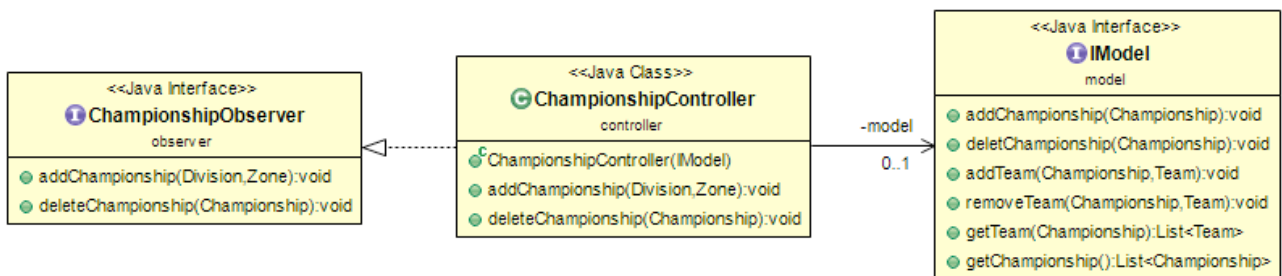 <<Java Interface>>
ChampionshipObserver
observer
addChampionship(Division,Zone):void
deleteChampionship(Championship):void
<<Java Class>>
ChampionshipController
controller
ChampionshipController(IModel)
addChampionship(Division,Zone):void
deleteChampionship(Championship):void
-model
0..1
<<Java Interface>>
IModel
model
addChampionship(Championship):void
deletChampionship(Championship):void
addTeam(Championship,Team):void
removeTeam(Championship,Team):void
getTeam(Championship):List<Team>
getChampionship():List<Championship>